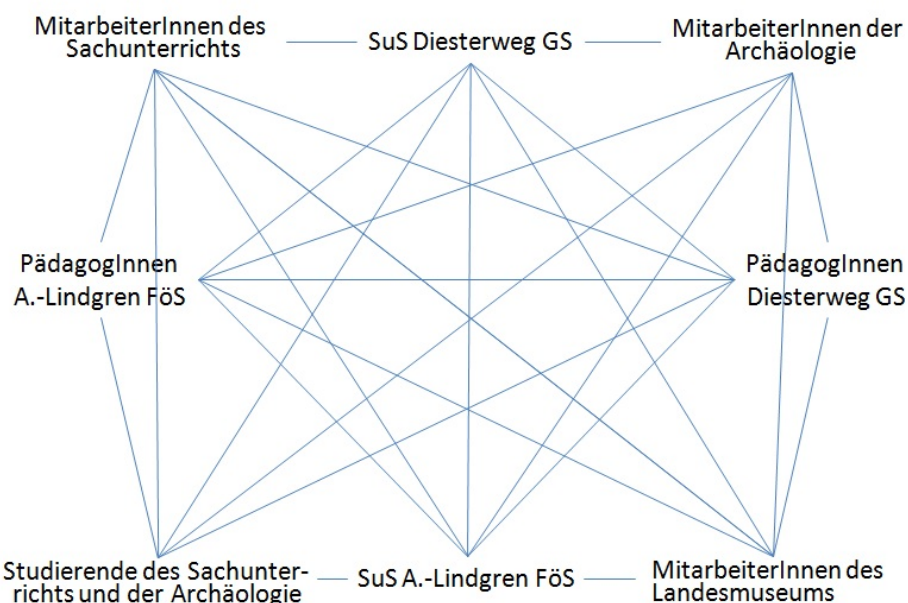 MitarbeiterInnen des
Sachunterrichts
SuS Diesterweg GS
MitarbeiterInnen der
Archäologie
PädagogInnen
A.-Lindgren FöS
PädagogInnen
Diesterweg GS
Studierende des Sachunter-
richts und der Archäologie
SuS A.-Lindgren FöS
MitarbeiterInnen des
Landesmuseums